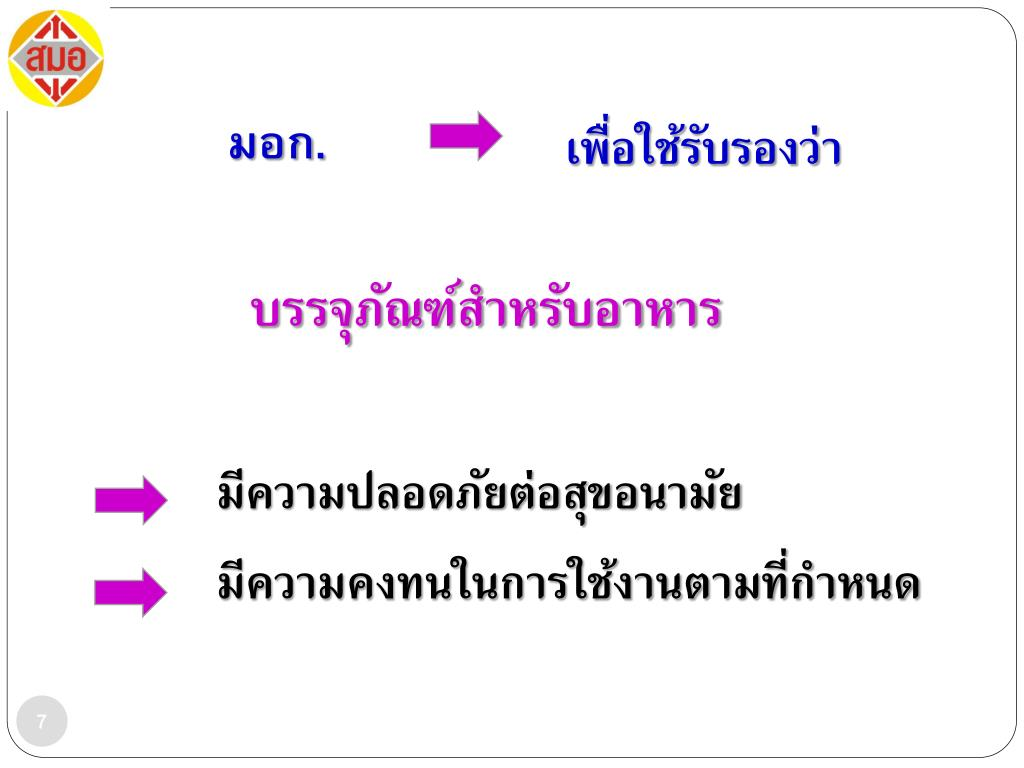 สมอ
มอก. เพื่อใช้รับรองว่า
บรรจุภัณฑ์สำหรับอาหาร
มีความปลอดภัยต่อสุขอนามัย
มีความคงทนในการใช้งานตามที่กำหนด
7